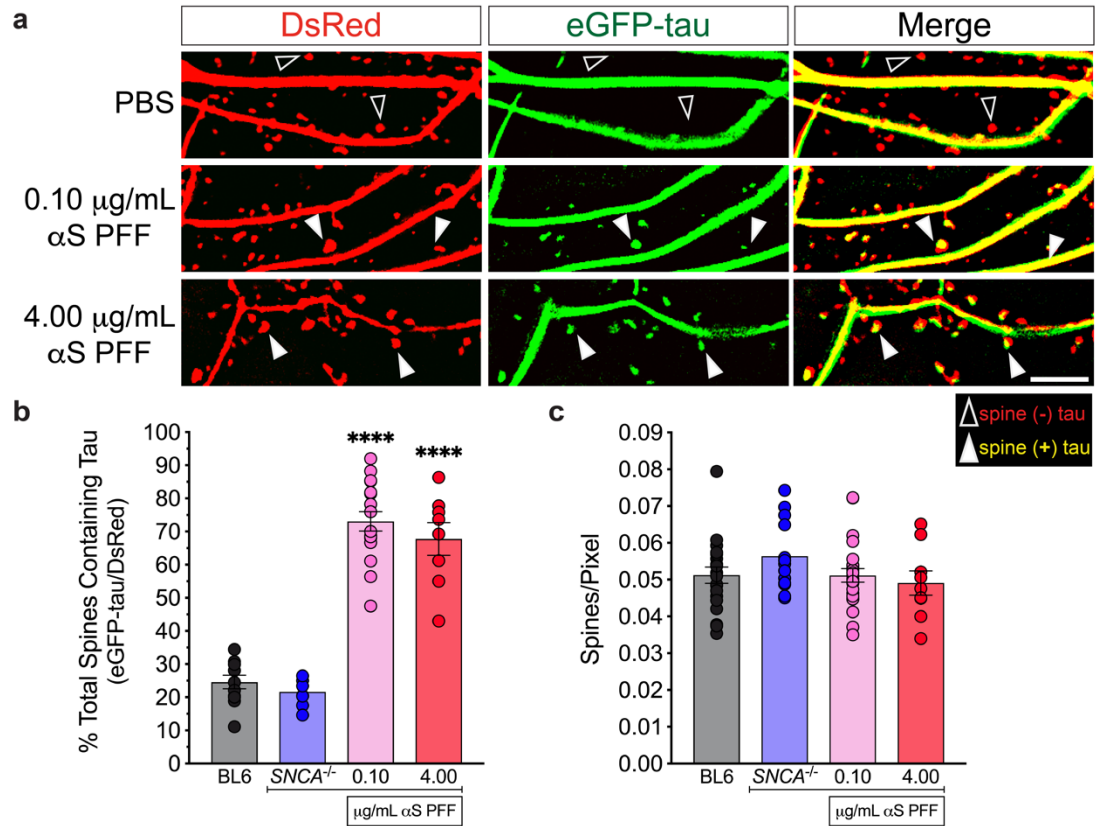 a
DsRed
eGFP-tau
Merge
PBS
0.10 μg/mL
αS PFF
4.00 μg/mL
αS PFF
spine (-) tau
spine (+) tau
b
% Total Spines Containing Tau
(eGFP-tau/DsRed)
100
90
80
70
60
50
40
30
20
10
0
****
****
BL6
SNCA-/-
0.10
4.00
μg/mL αS PFF
c
Spines/Pixel
0.09
0.08
0.07
0.06
0.05
0.04
0.03
0.02
0.01
0.00
BL6
SNCA-/-
0.10
4.00
μg/mL αS PFF